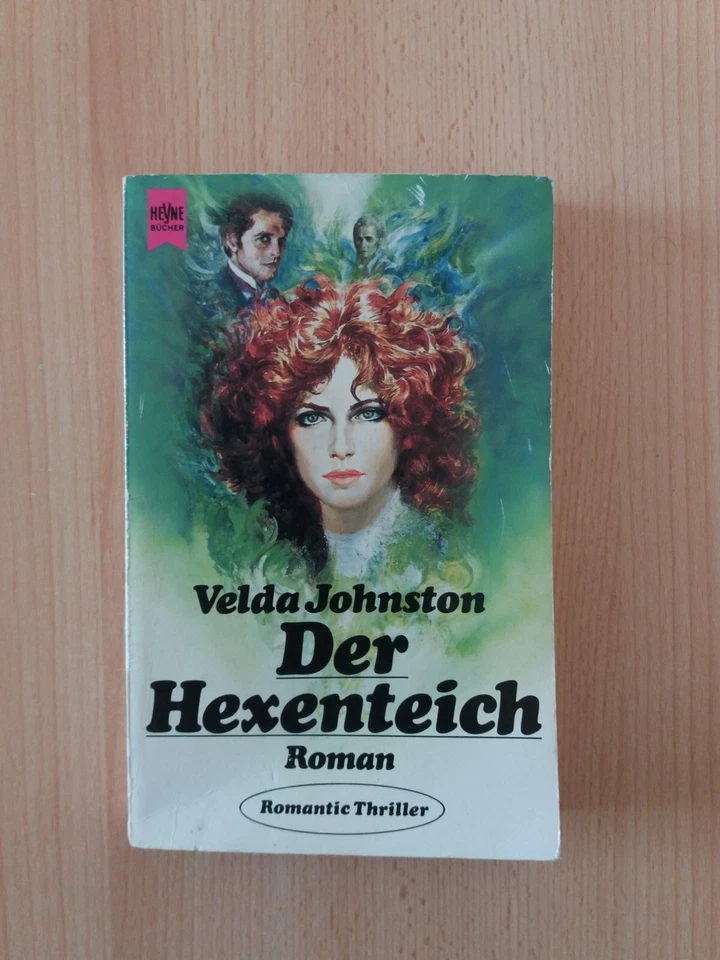 HEYNE
BÜCHER
Velda Johnston
Der
Hexenteich
Roman
Romantic Thriller